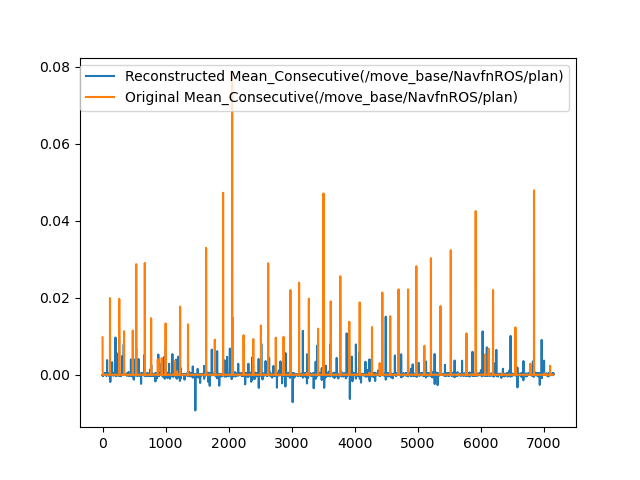 Reconstructed Mean_Consecutive(/move_base/NavfnROS/plan)
Original Mean_Consecutive(/move_base/NavfnROS/plan)
0.08
0.06
0.04
0.02
0.00
0 1000 2000 3000 4000 5000 6000 7000